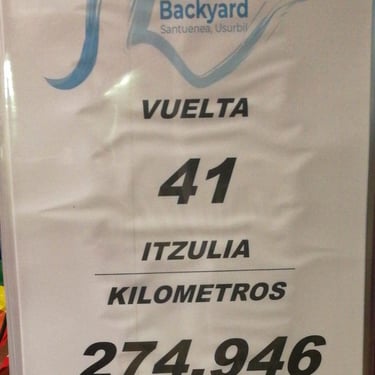 Backyard
Santuenea, Usurbil
VUELTA
41
ITZULIA
KILOMETROS
274.946